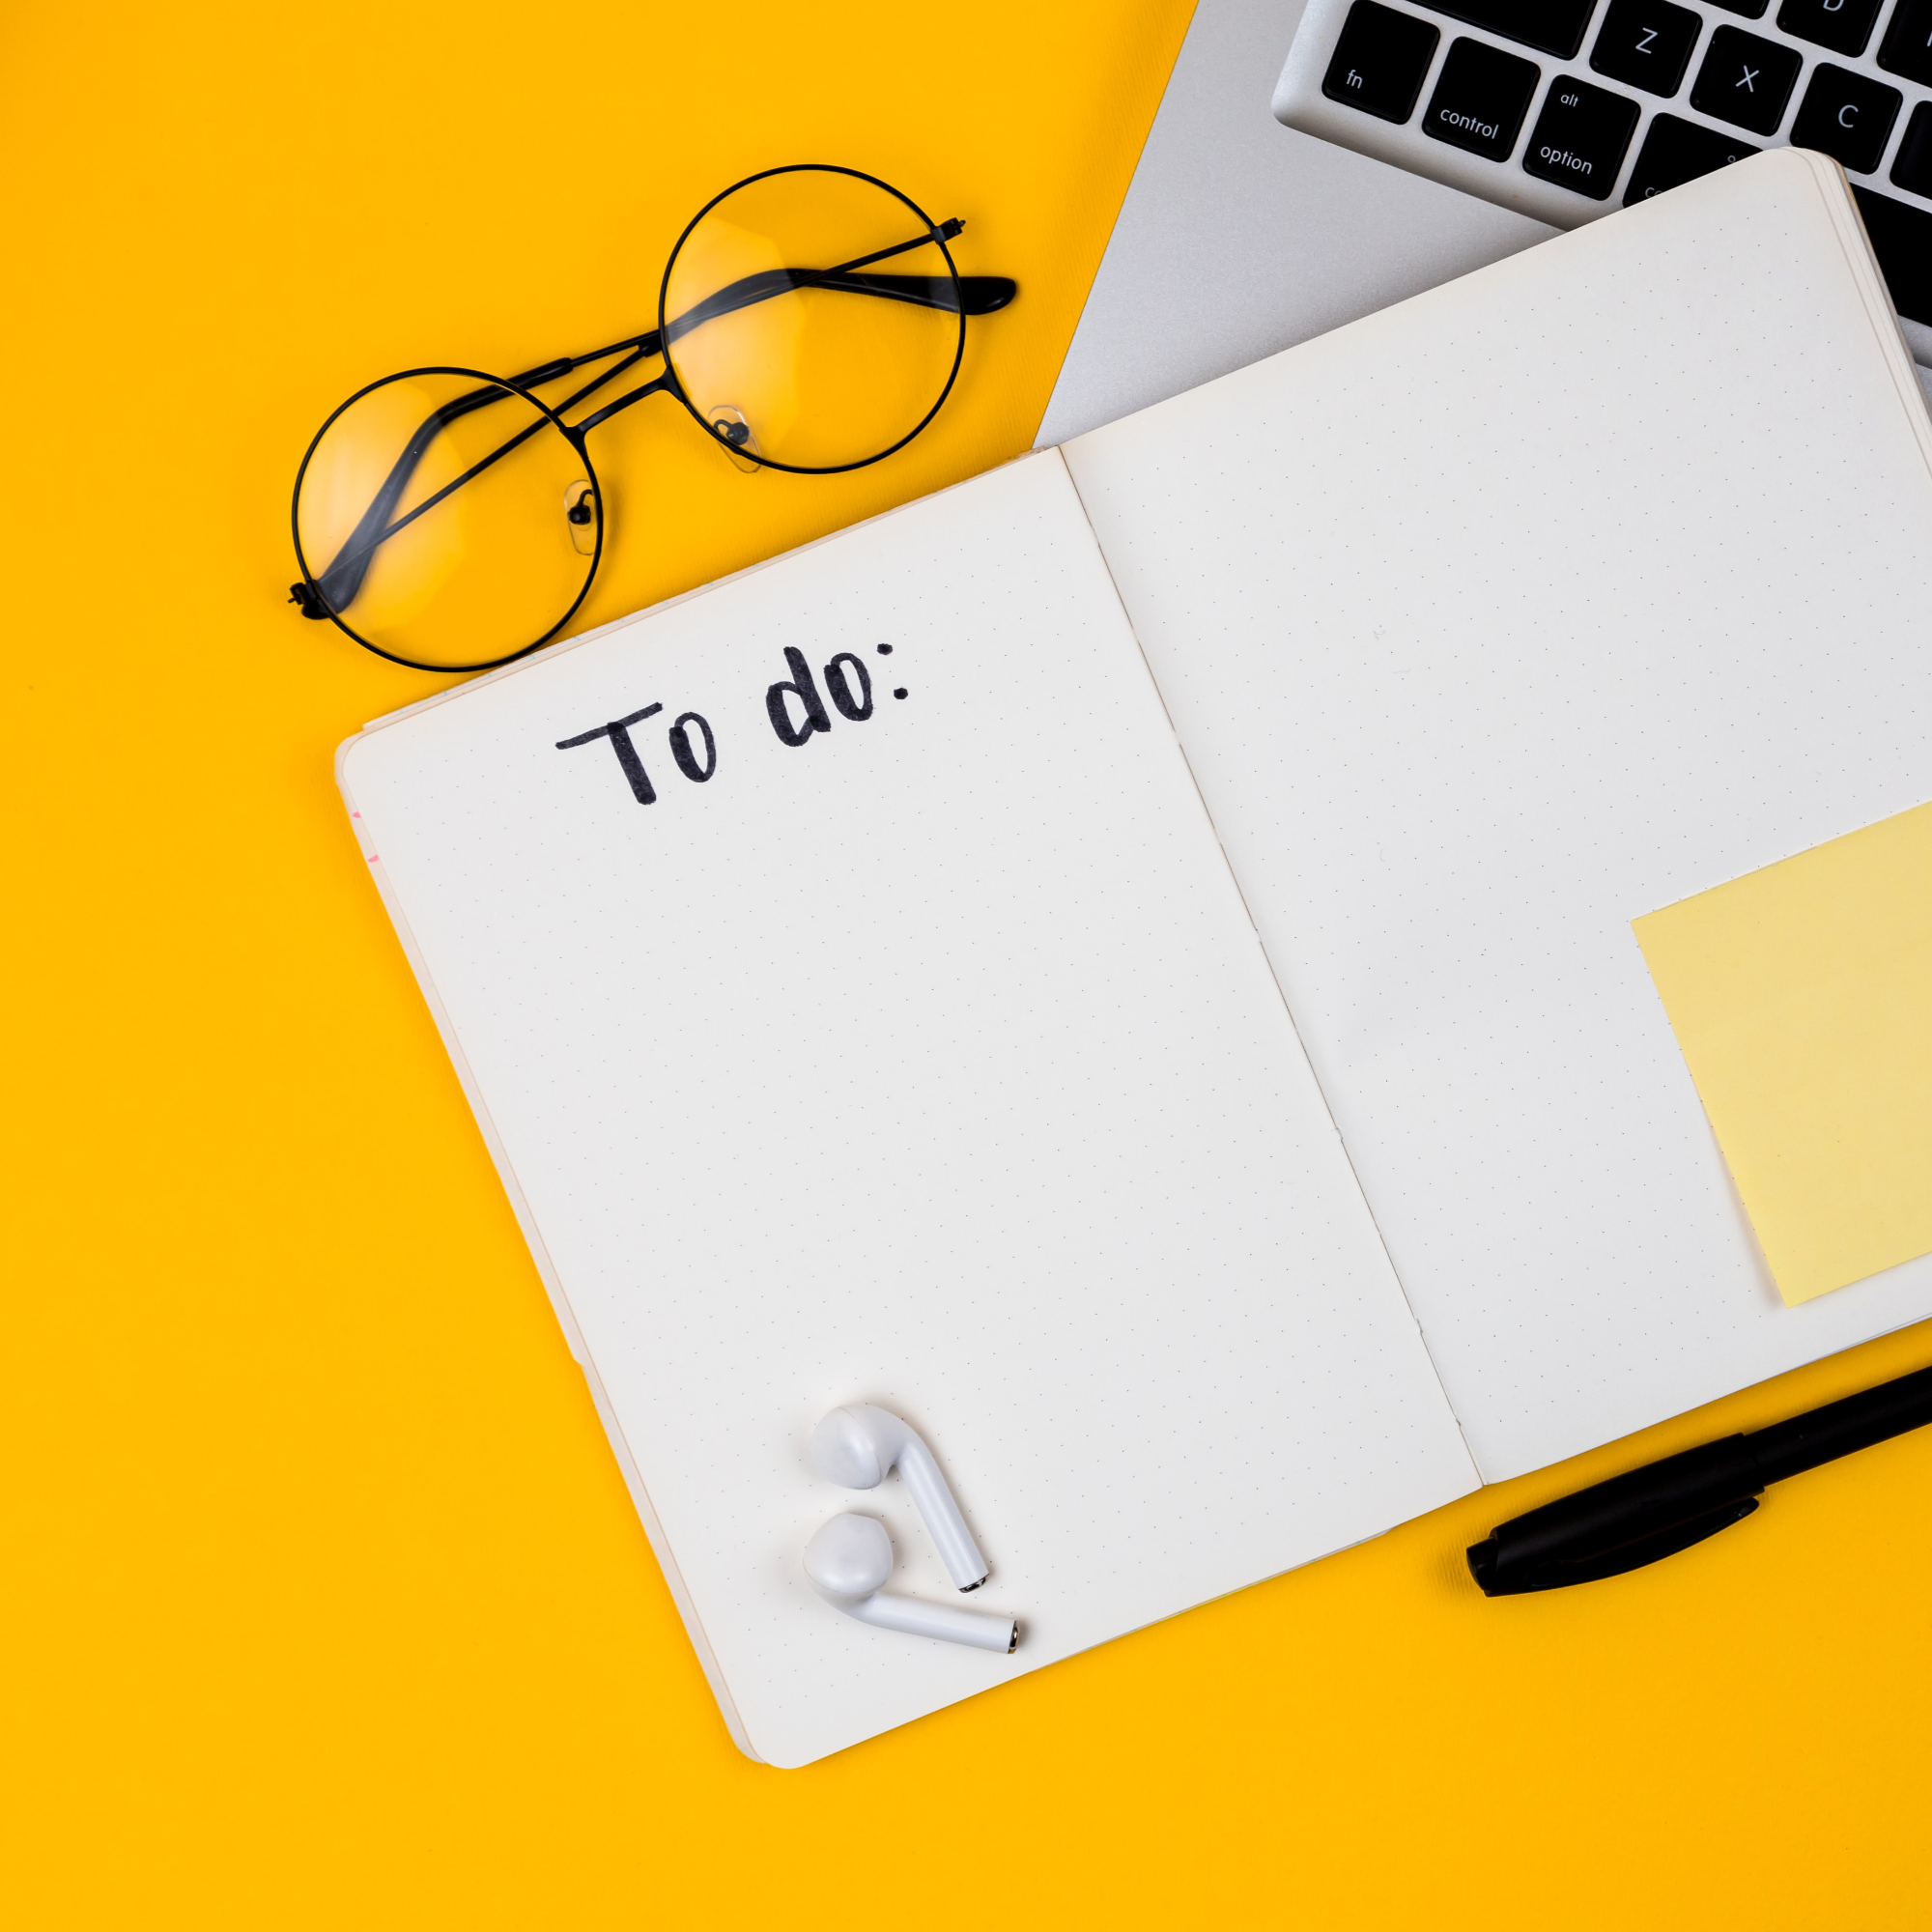 D
Z
X
C
fn
control
alt
option
To do: